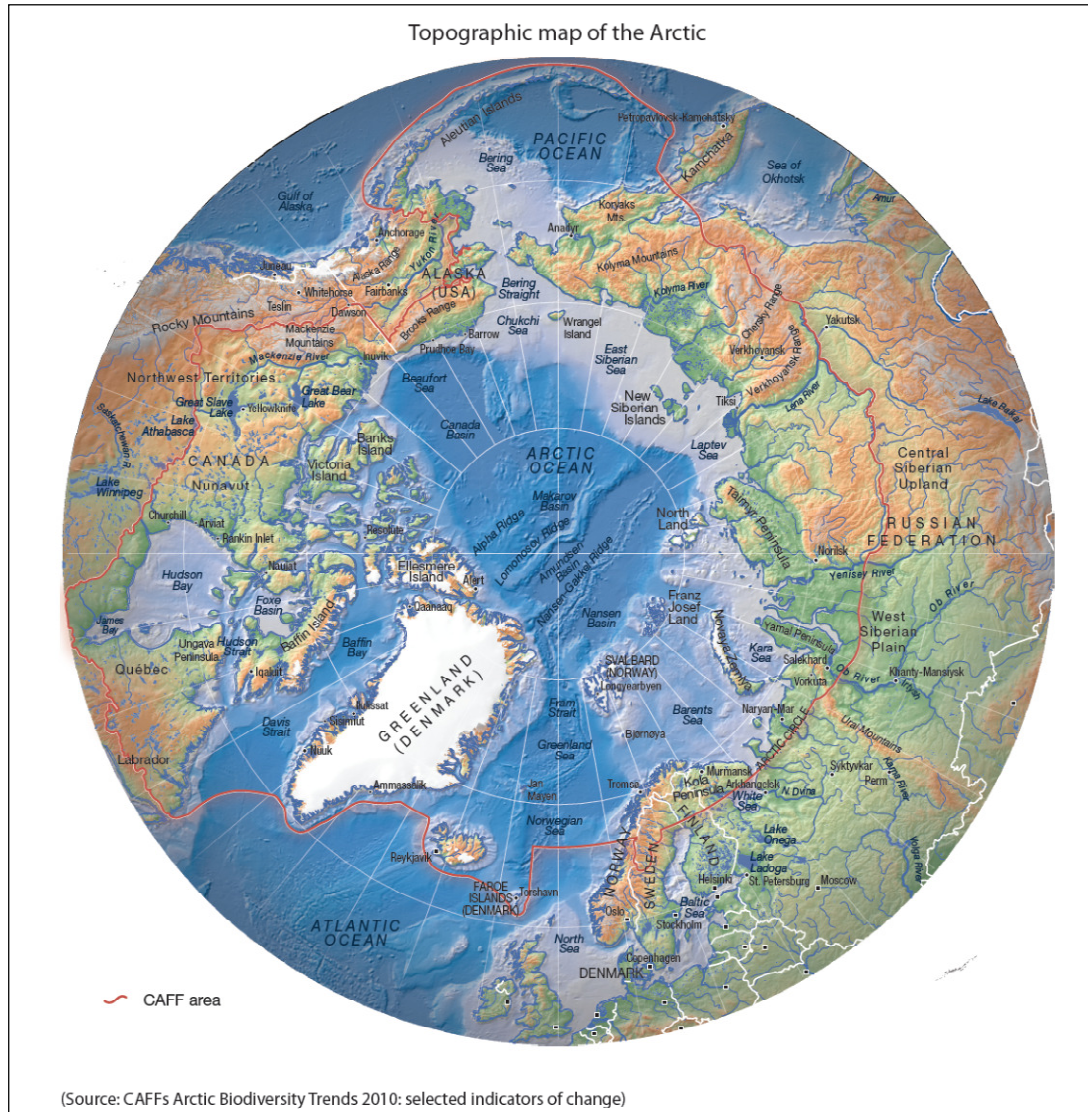 Topographic map of the Arctic
Aleutian Islands
Petropavlovsk-Kamchatsky
PACIFIC
OCEAN
Bering
Sea
Kamchatka
Sea of
Okhotsk
Gulf of
Alaska
Amur
Koryaks
Mts.
Anadyr
Anchorage
Alaska Range
Yukon River
Kolyma Mountains
Juneau
ALASKA
(USA)
Bering
Straight
Kolyma River
Whitehorse
Fairbanks
Teslin
Rocky Mountains
Dawson
Brooks Range
Chukchi
Sea
Wrangel
Island
Chersky Range
Yakutsk
Mackenzie
Mountains
Barrow
Prudhoe Bay
East
Siberian
Sea
Verkhoyansk
Verkhoyansk Range
Mackenzie River
Inuvik
Northwest Territories
Beaufort
Sea
New
Siberian
Islands
Tiksi
Lena River
Great Slave
Lake
Yellowknife
Great Bear
Lake
Lake Baikal
Saskatchewan R.
Lake
Athabasca
Canada
Basin
Banks
Island
Laptev
Sea
CANADA
Nunavut
Victoria
Island
ARCTIC
OCEAN
Central
Siberian
Upland
Lake
Winnipeg
Makarov
Basin
Taimyr Peninsula
Churchill
Arviat
Rankin Inlet
Resolute
Alpha Ridge
Lomonosov Ridge
North
Land
RUSSIAN
FEDERATION
Naujat
Ellesmere
Island
Alert
Amundsen
Basin
Nansen-Gakkel Ridge
Norilsk
Yenisey River
Ob River
Hudson
Bay
Foxe
Basin
Baffin Island
Qaanaaq
Nansen
Basin
Franz
Josef
Land
Novaya Zemlya
Yamal Peninsula
West
Siberian
Plain
James
Bay
Ungava
Peninsula
Hudson
Strait
Baffin
Bay
Kara
Sea
Salekhard
Québec
Iqaluit
GREENLAND
(DENMARK)
SVALBARD
(NORWAY)
Longyearbyen
Vorkuta
Ob River
Khanty-Mansiysk
Davis
Strait
Sisimiut
Fram
Strait
Barents
Sea
Naryan-Mar
ARCTIC CIRCLE
Ural Mountains
Labrador
Nuuk
Greenland
Sea
Bjørnøya
Ammassalik
Jan
Mayen
Tromsø
Murmansk
Kola
Peninsula
Arkhangelsk
White
Sea
N. Dvina
Syktyvkar
Perm
Kama River
Norwegian
Sea
Reykjavik
NORWAY
SWEDEN
FINLAND
Lake
Onega
Lake
Ladoga
Volga River
FAROE
ISLANDS
(DENMARK)
Torshavn
Helsinki
St. Petersburg
Moscow
ATLANTIC
OCEAN
Oslo
Baltic
Sea
Stockholm
North
Sea
Copenhagen
DENMARK
CAFF area
(Source: CAFFs Arctic Biodiversity Trends 2010: selected indicators of change)